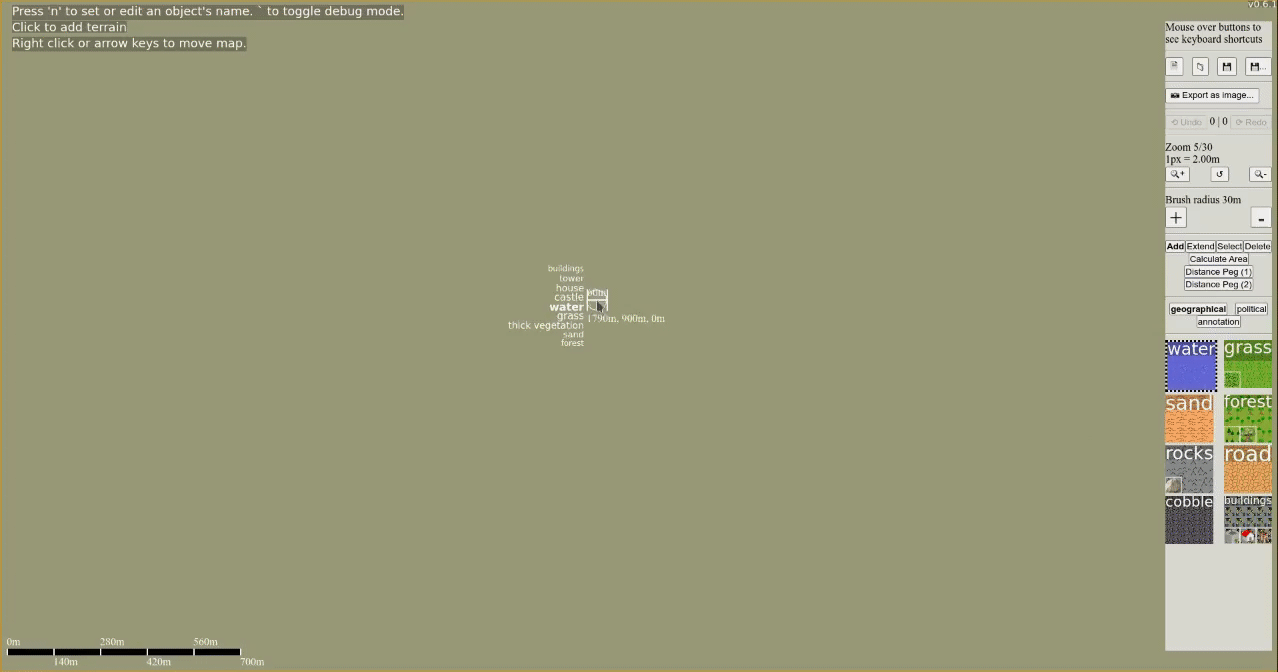 Press 'n' to set or edit an object's name. ` to toggle debug mode.
Click to add terrain
Right click or arrow keys to move map.
v0.6.1
Mouse over buttons to
see keyboard shortcuts
...
Export as image...
Undo 0 | 0 Redo
Zoom 5/30
1px = 2.00m
+ -
Brush radius 30m
+ -
Add Extend Select Delete
Calculate Area
Distance Peg (1)
Distance Peg (2)
geographical political
annotation
water grass
sand forest
rocks road
cobble buildings
buildings
tower
house
castle
water
grass
thick vegetation
sand
forest
1790m, 900m, 0m
0m 280m 560m
140m 420m 700m